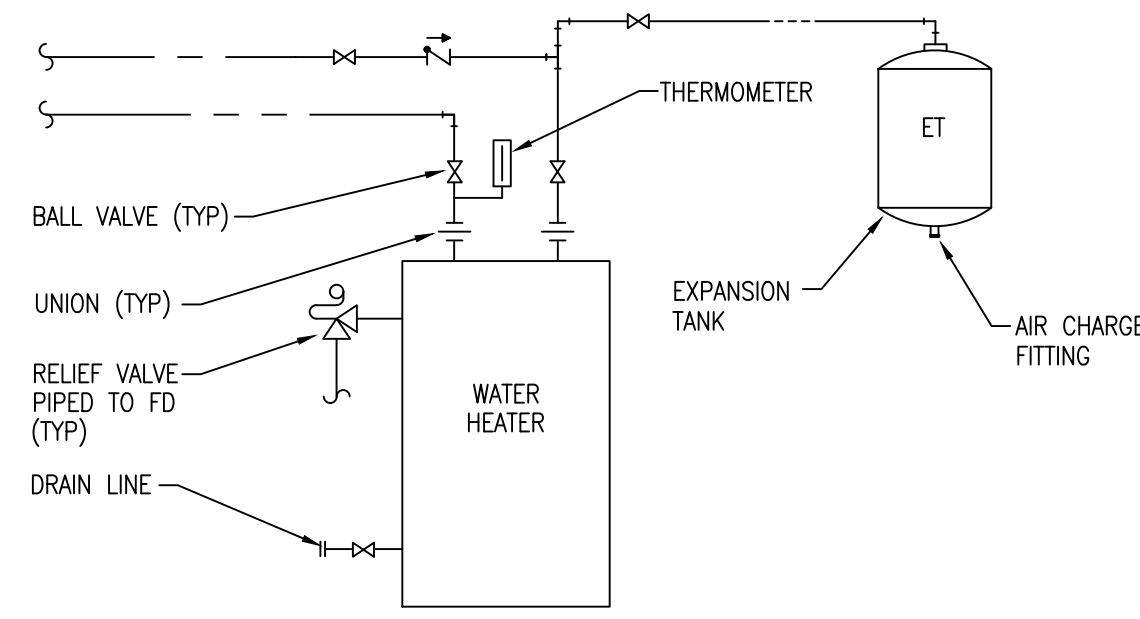 THERMOMETER
ET
BALL VALVE (TYP)
UNION (TYP)
EXPANSION
TANK
AIR CHARGE
FITTING
RELIEF VALVE
PIPED TO FD
(TYP)
WATER
HEATER
DRAIN LINE